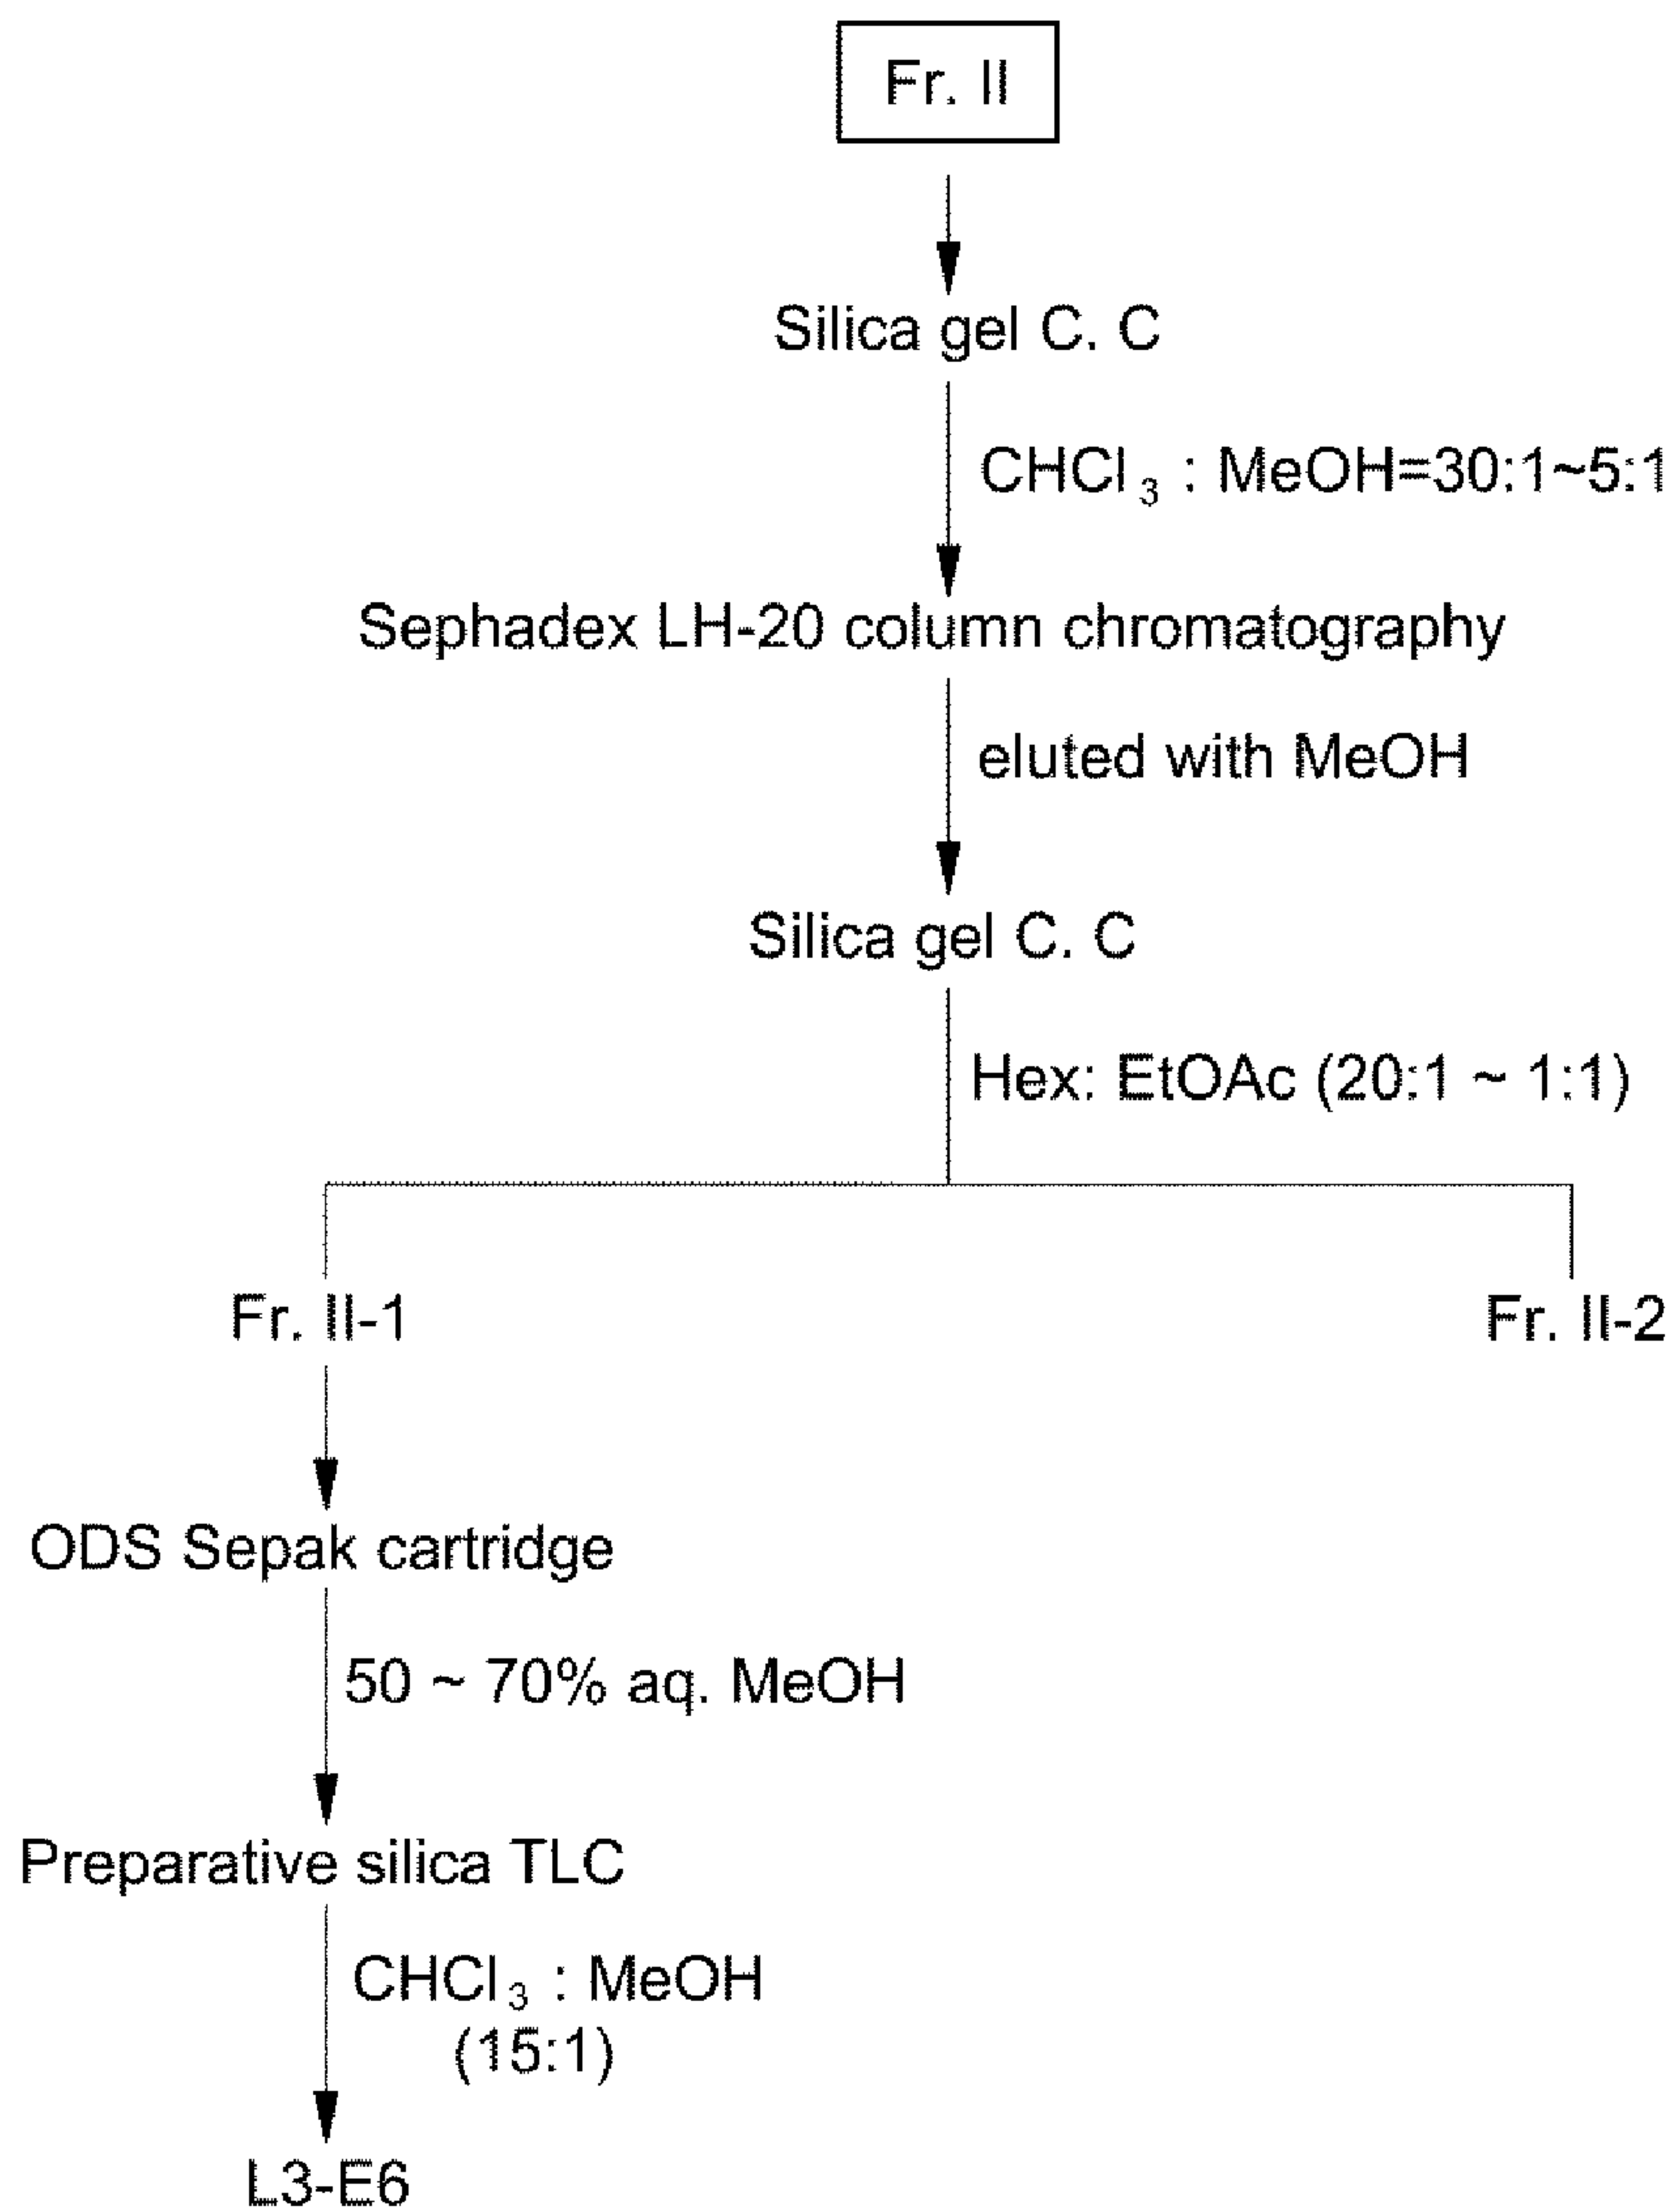 Fr. II
Silica gel C. C
CHCl₃ : MeOH=30:1~5:1
Sephadex LH-20 column chromatography
eluted with MeOH
Silica gel C. C
Hex: EtOAc (20:1 ~ 1:1)
Fr. II-1
Fr. II-2
ODS Sepak cartridge
50 ~ 70% aq. MeOH
Preparative silica TLC
CHCl₃ : MeOH
(15:1)
L3-E6